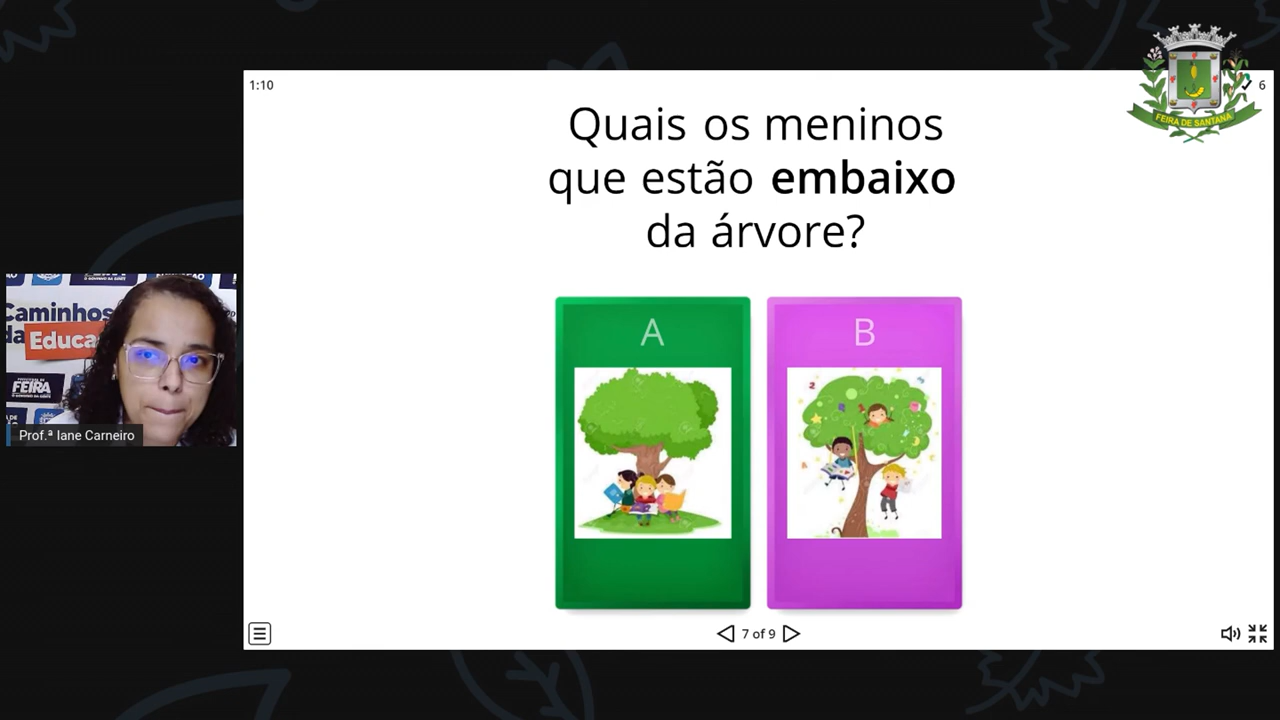 1:10
6
FEIRA DE SANTANA
Quais os meninos
que estão embaixo
da árvore?
A
B
Caminhos
da
Educa
FEIRA
Prof.ª Iane Carneiro
7 of 9